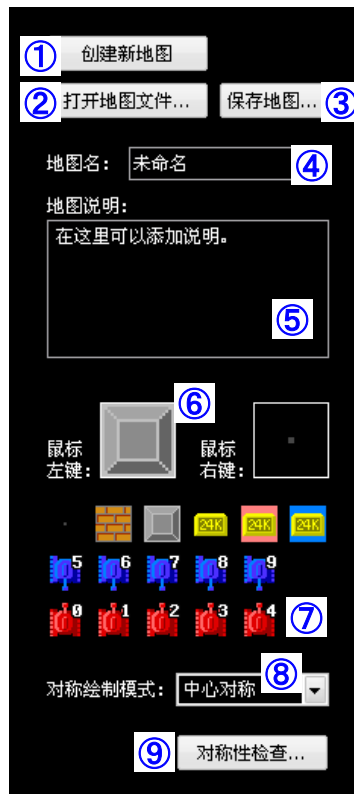 ① 创建新地图
② 打开地图文件... 保存地图... ③
地图名: 未命名 ④
地图说明:
在这里可以添加说明。
⑤
⑥
鼠标左键: 鼠标右键:
24K 24K 24K
5 6 7 8 9
0 1 2 3 4 ⑦
⑧
对称绘制模式: 中心对称
⑨ 对称性检查...